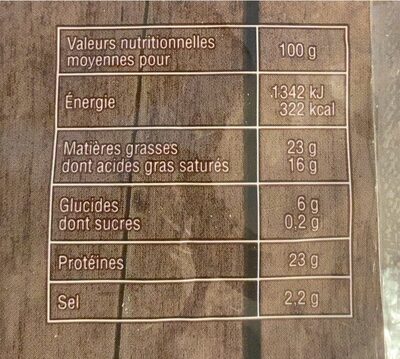 Valeurs nutritionnelles
moyennes pour 100 g
Énergie 1342 kJ
322 kcal
Matières grasses 23 g
dont acides gras saturés 16 g
Glucides 6 g
dont sucres 0,2 g
Protéines 23 g
Sel 2,2 g